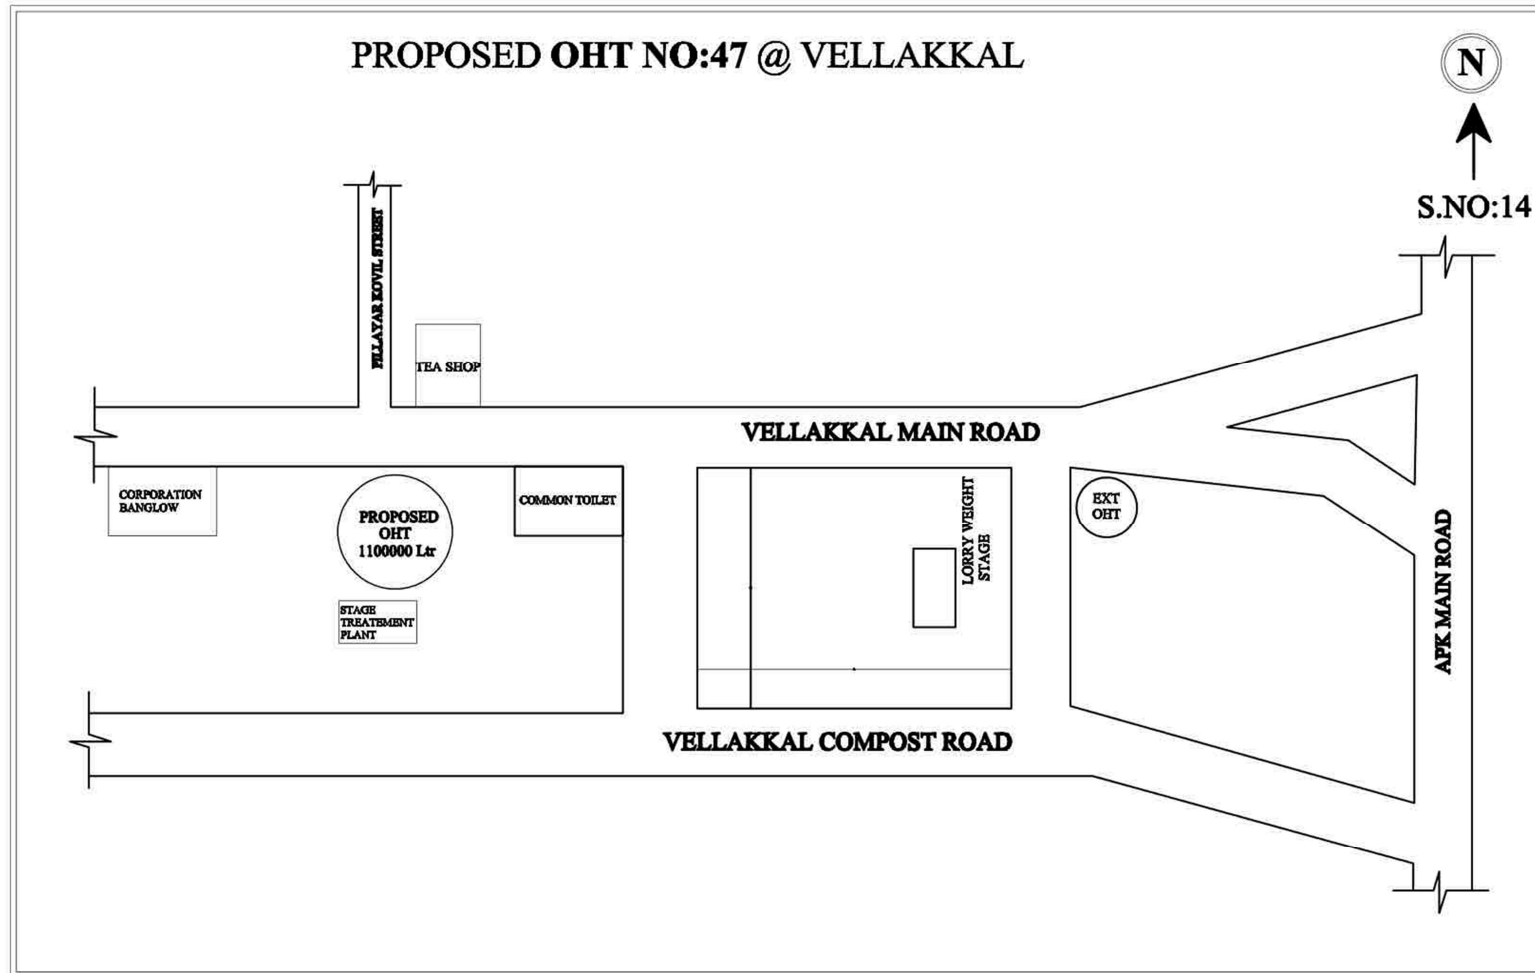 PROPOSED OHT NO:47 @ VELLAKKAL
N
S.NO:14
PILLAYAR KOVIL STREET
TEA SHOP
VELLAKKAL MAIN ROAD
CORPORATION
BANGLOW
PROPOSED
OHT
1100000 Ltr
COMMON TOILET
LORRY WEIGHT
STAGE
EXT
OHT
STAGE
TREATEMENT
PLANT
APK MAIN ROAD
VELLAKKAL COMPOST ROAD